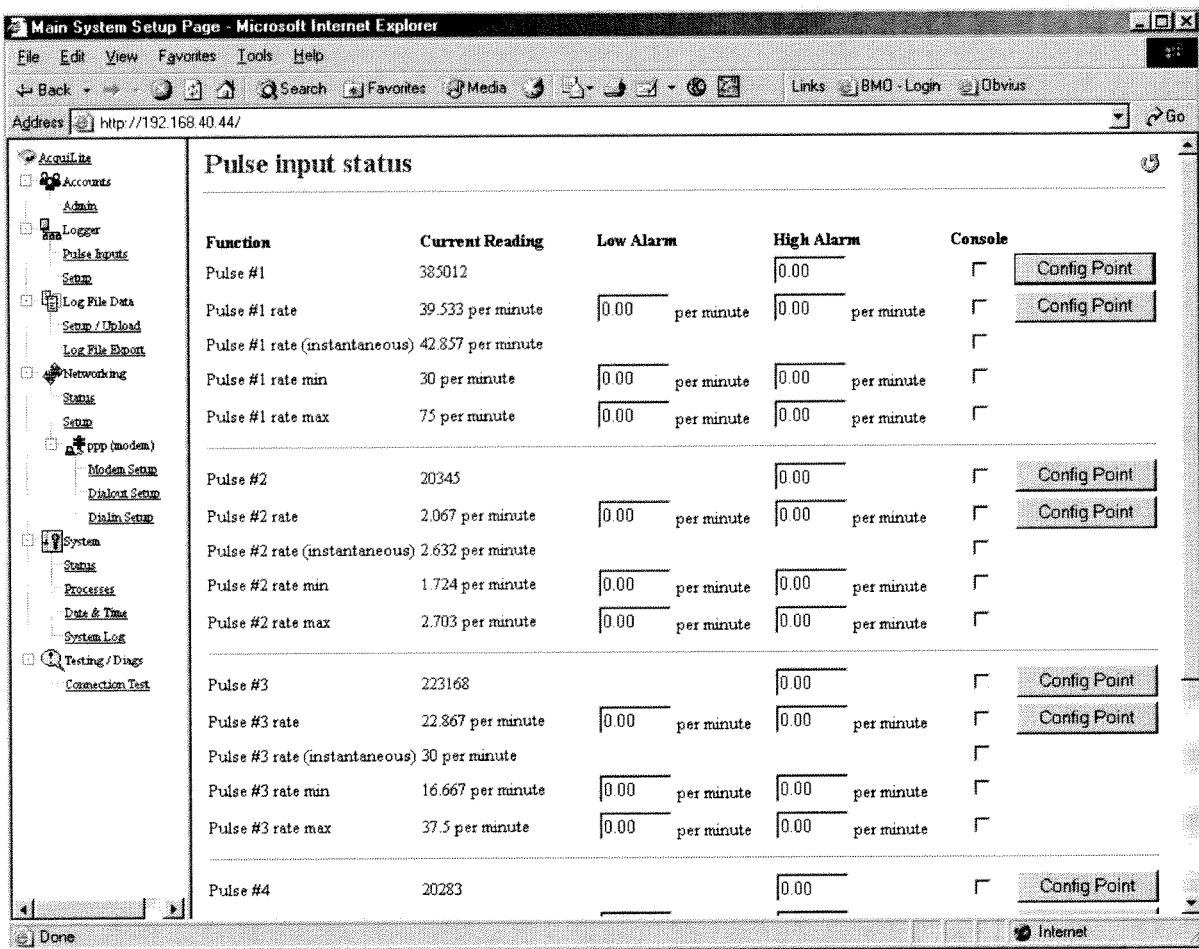 Main System Setup Page - Microsoft Internet Explorer
File Edit View Favorites Tools Help
Back Search Favorites Media Links BMO - Login Obvius
Address http://192.168.40.44/ Go
AcquiLite
Accounts
Admin
Logger
Pulse Inputs
Setup
Log File Data
Setup / Upload
Log File Export
Networking
Status
Setup
ppp (modem)
Modem Setup
Dialout Setup
Dialin Setup
System
Status
Processes
Date & Time
System Log
Testing / Diags
Connection Test
Pulse input status
Function Current Reading Low Alarm High Alarm Console
Pulse #1 385012 0.00 Config Point
Pulse #1 rate 39.533 per minute 0.00 per minute 0.00 per minute Config Point
Pulse #1 rate (instantaneous) 42.857 per minute
Pulse #1 rate min 30 per minute 0.00 per minute 0.00 per minute
Pulse #1 rate max 75 per minute 0.00 per minute 0.00 per minute
Pulse #2 20345 0.00 Config Point
Pulse #2 rate 2.067 per minute 0.00 per minute 0.00 per minute Config Point
Pulse #2 rate (instantaneous) 2.632 per minute
Pulse #2 rate min 1.724 per minute 0.00 per minute 0.00 per minute
Pulse #2 rate max 2.703 per minute 0.00 per minute 0.00 per minute
Pulse #3 223168 0.00 Config Point
Pulse #3 rate 22.867 per minute 0.00 per minute 0.00 per minute Config Point
Pulse #3 rate (instantaneous) 30 per minute
Pulse #3 rate min 16.667 per minute 0.00 per minute 0.00 per minute
Pulse #3 rate max 37.5 per minute 0.00 per minute 0.00 per minute
Pulse #4 20283 0.00 Config Point
Done Internet